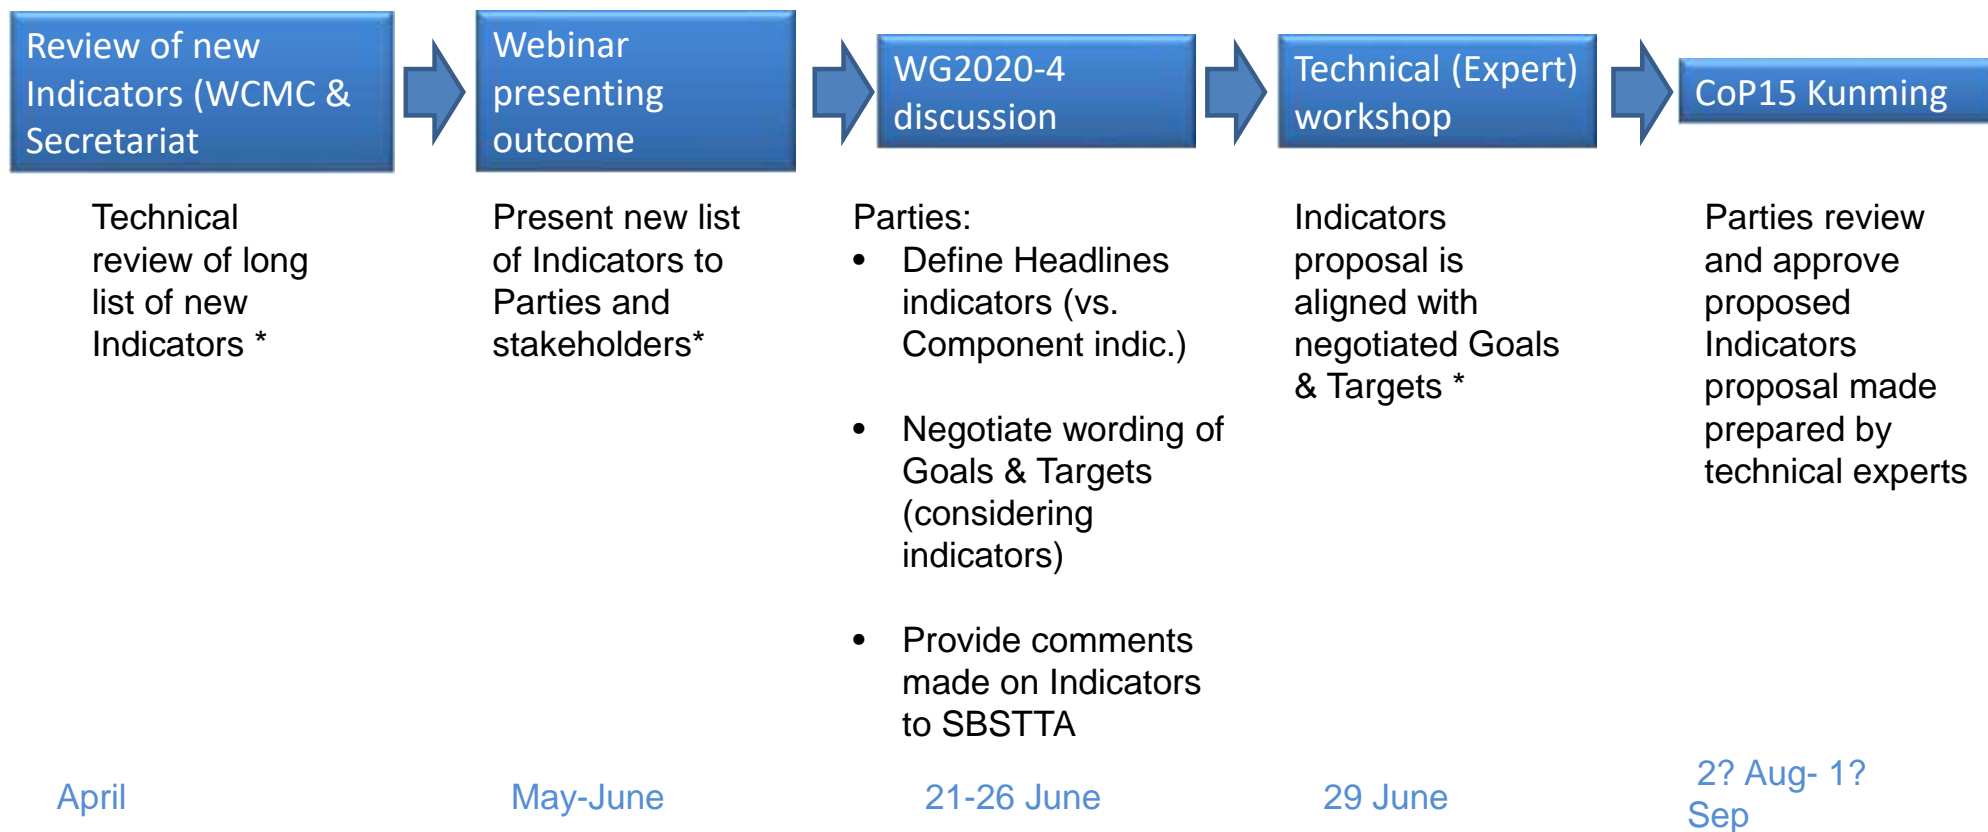 Review of new
Indicators (WCMC &
Secretariat
Webinar
presenting
outcome
WG2020-4
discussion
Technical (Expert)
workshop
CoP15 Kunming
Technical
review of long
list of new
Indicators *
Present new list
of Indicators to
Parties and
stakeholders*
Parties:
• Define Headlines
indicators (vs.
Component indic.)
• Negotiate wording of
Goals & Targets
(considering
indicators)
• Provide comments
made on Indicators
to SBSTTA
Indicators
proposal is
aligned with
negotiated Goals
& Targets *
Parties review
and approve
proposed
Indicators
proposal made
prepared by
technical experts
April
May-June
21-26 June
29 June
2? Aug- 1?
Sep